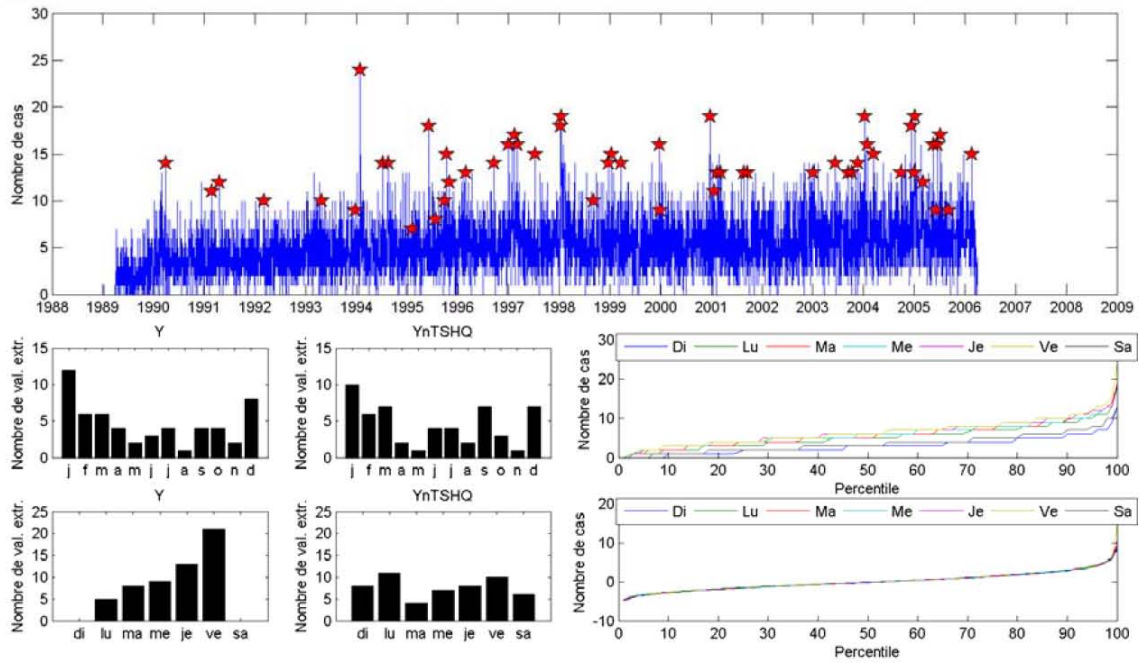 30
25
20
15
10
5
0
Nombre de cas
1988 1989 1990 1991 1992 1993 1994 1995 1996 1997 1998 1999 2000 2001 2002 2003 2004 2005 2006 2007 2008 2009
Y
15
10
5
0
Nombre de val. extr.
j f m a m j j a s o n d
YnTSHQ
15
10
5
0
Nombre de val. extr.
j f m a m j j a s o n d
30
20
10
0
Nombre de cas
Di Lu Ma Me Je Ve Sa
0 10 20 30 40 50 60 70 80 90 100
Percentile
Y
25
20
15
10
5
0
Nombre de val. extr.
di lu ma me je ve sa
YnTSHQ
25
20
15
10
5
0
Nombre de val. extr.
di lu ma me je ve sa
20
10
0
-10
Nombre de cas
Di Lu Ma Me Je Ve Sa
0 10 20 30 40 50 60 70 80 90 100
Percentile